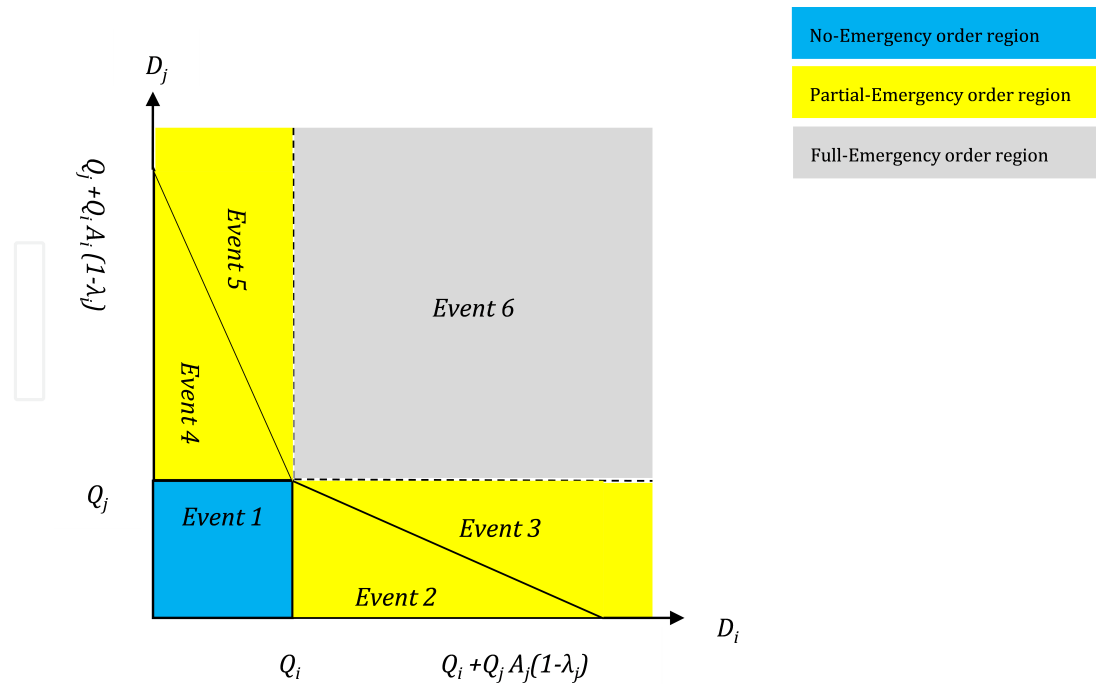 No-Emergency order region
Partial-Emergency order region
Full-Emergency order region
D_j
Q_j +Q_i A_i (1-λ_i)
Event 5
Event 6
Event 4
Q_j
Event 1
Event 3
Event 2
D_i
Q_i
Q_i +Q_j A_j(1-λ_j)